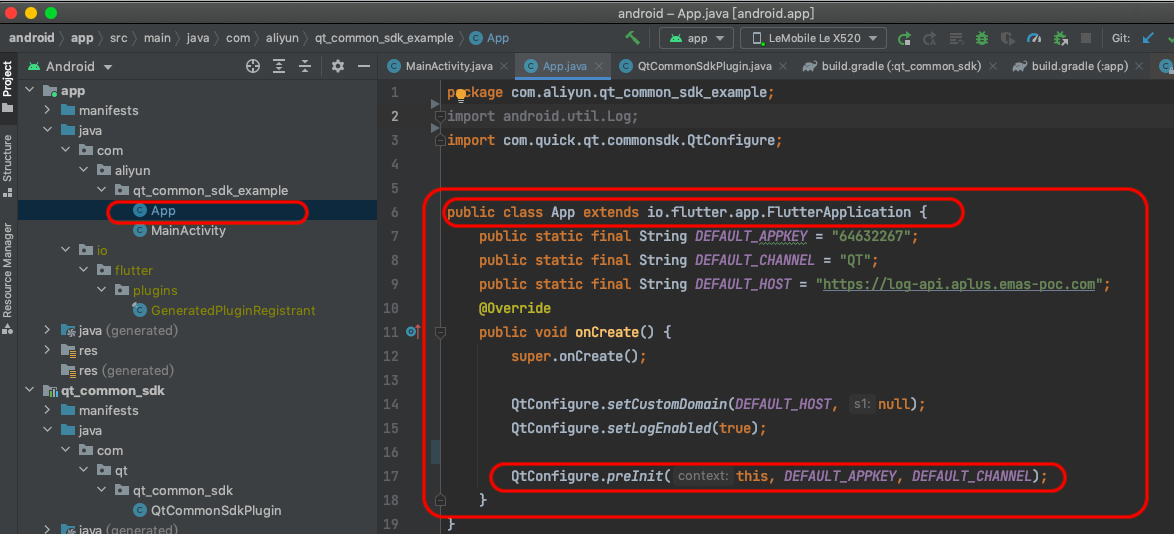 android – App.java [android.app]
android app src main java com aliyun qt_common_sdk_example App app LeMobile Le X520 Git:
Project
Structure
Resource Manager
Android
app
manifests
java
com
aliyun
qt_common_sdk_example
App
MainActivity
io
flutter
plugins
GeneratedPluginRegistrant
java (generated)
res
res (generated)
qt_common_sdk
manifests
java
com
qt
qt_common_sdk
QtCommonSdkPlugin
java (generated)
MainActivity.java App.java QtCommonSdkPlugin.java build.gradle (:qt_common_sdk) build.gradle (:app)
1 package com.aliyun.qt_common_sdk_example;
2 import android.util.Log;
3 import com.quick.qt.commonsdk.QtConfigure;
4
5
6 public class App extends io.flutter.app.FlutterApplication {
7 public static final String DEFAULT_APPKEY = "64632267";
8 public static final String DEFAULT_CHANNEL = "QT";
9 public static final String DEFAULT_HOST = "https://log-api.aplus.emas-poc.com";
10 @Override
11 public void onCreate() {
12 super.onCreate();
13
14 QtConfigure.setCustomDomain(DEFAULT_HOST, s1: null);
15 QtConfigure.setLogEnabled(true);
16
17 QtConfigure.preInit( context: this, DEFAULT_APPKEY, DEFAULT_CHANNEL);
18 }
19 }